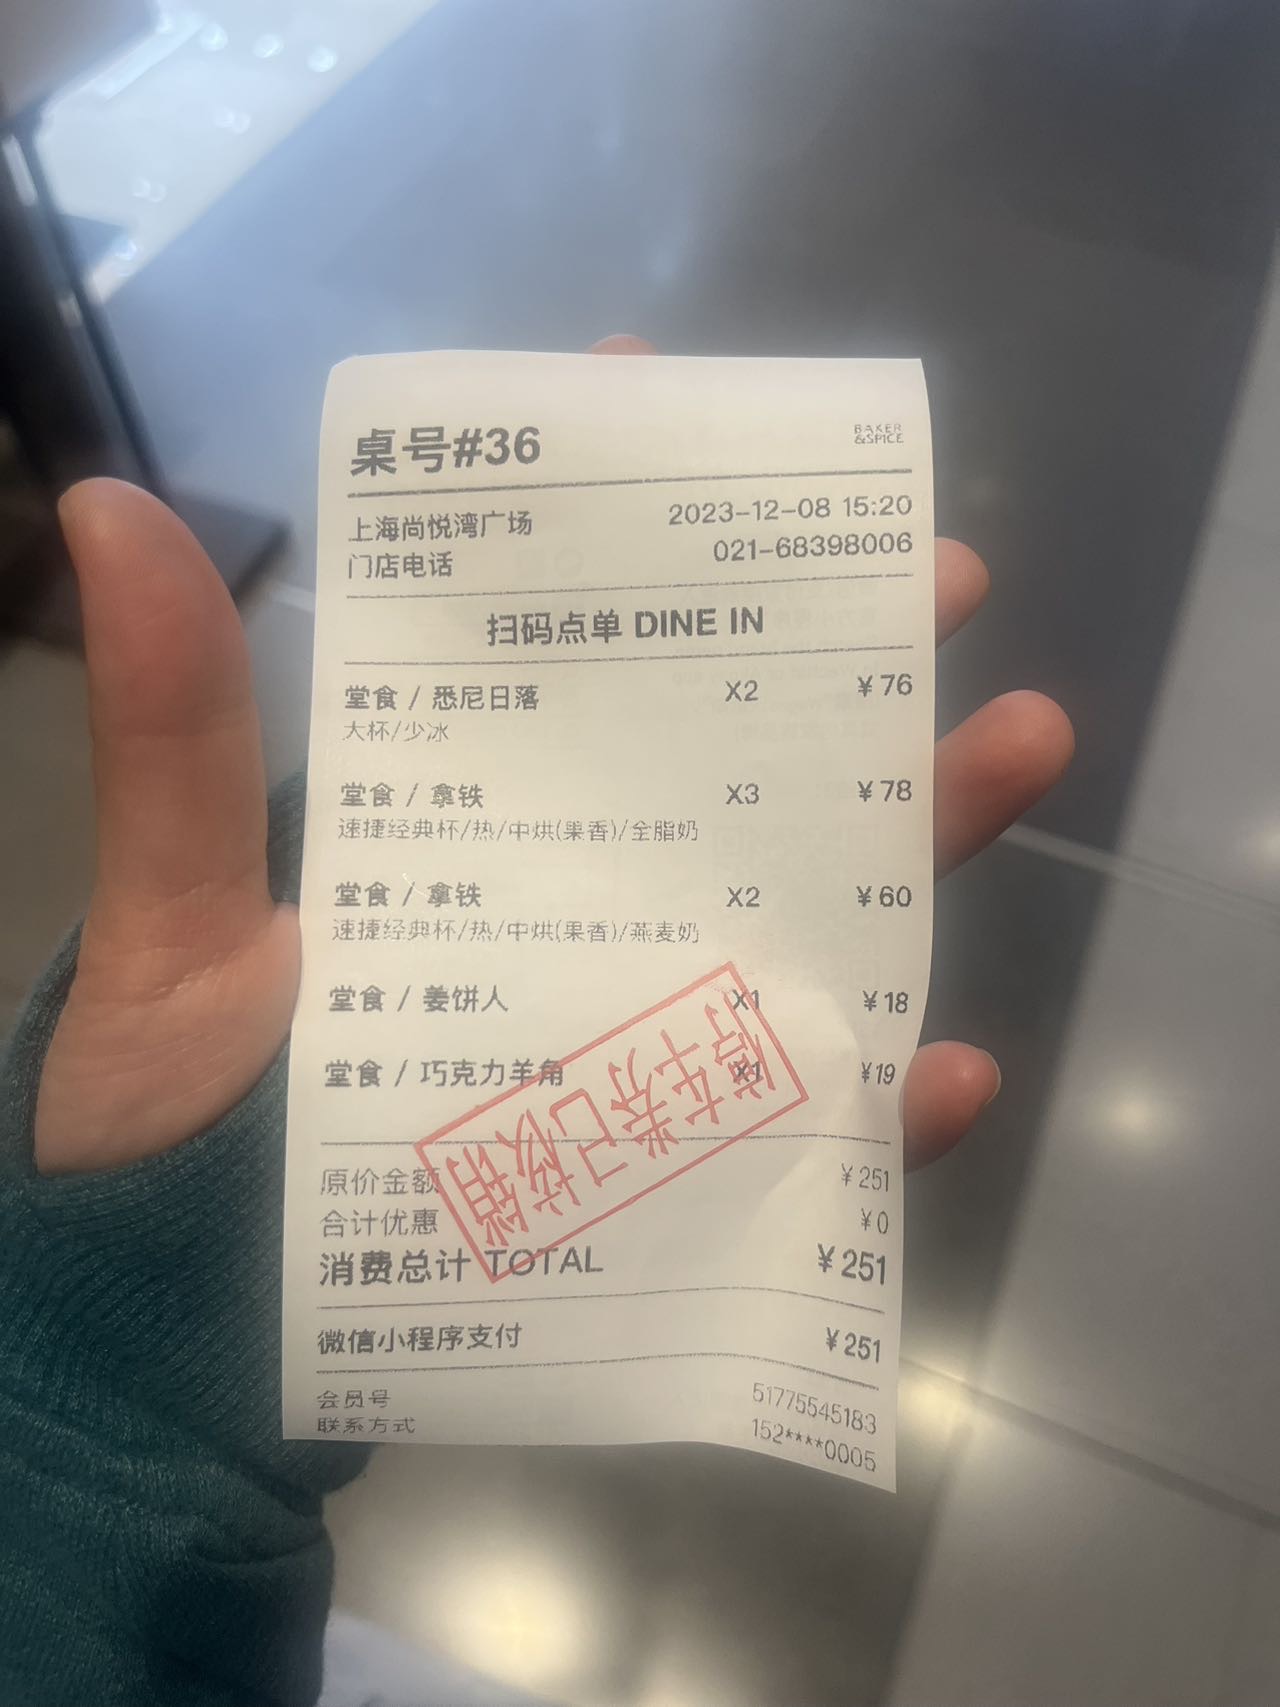 桌号#36
BAKER
&SPICE
上海尚悦湾广场 2023-12-08 15:20
门店电话 021-68398006
扫码点单 DINE IN
堂食 / 悉尼日落 X2 ¥76
大杯/少冰
堂食 / 拿铁 X3 ¥78
速捷经典杯/热/中烘(果香)/全脂奶
堂食 / 拿铁 X2 ¥60
速捷经典杯/热/中烘(果香)/燕麦奶
堂食 / 姜饼人 X1 ¥18
堂食 / 巧克力羊角 X1 ¥19
停车券已核销
原价金额 ¥251
合计优惠 ¥0
消费总计 TOTAL ¥251
微信小程序支付 ¥251
会员号 51775545183
联系方式 152****0005